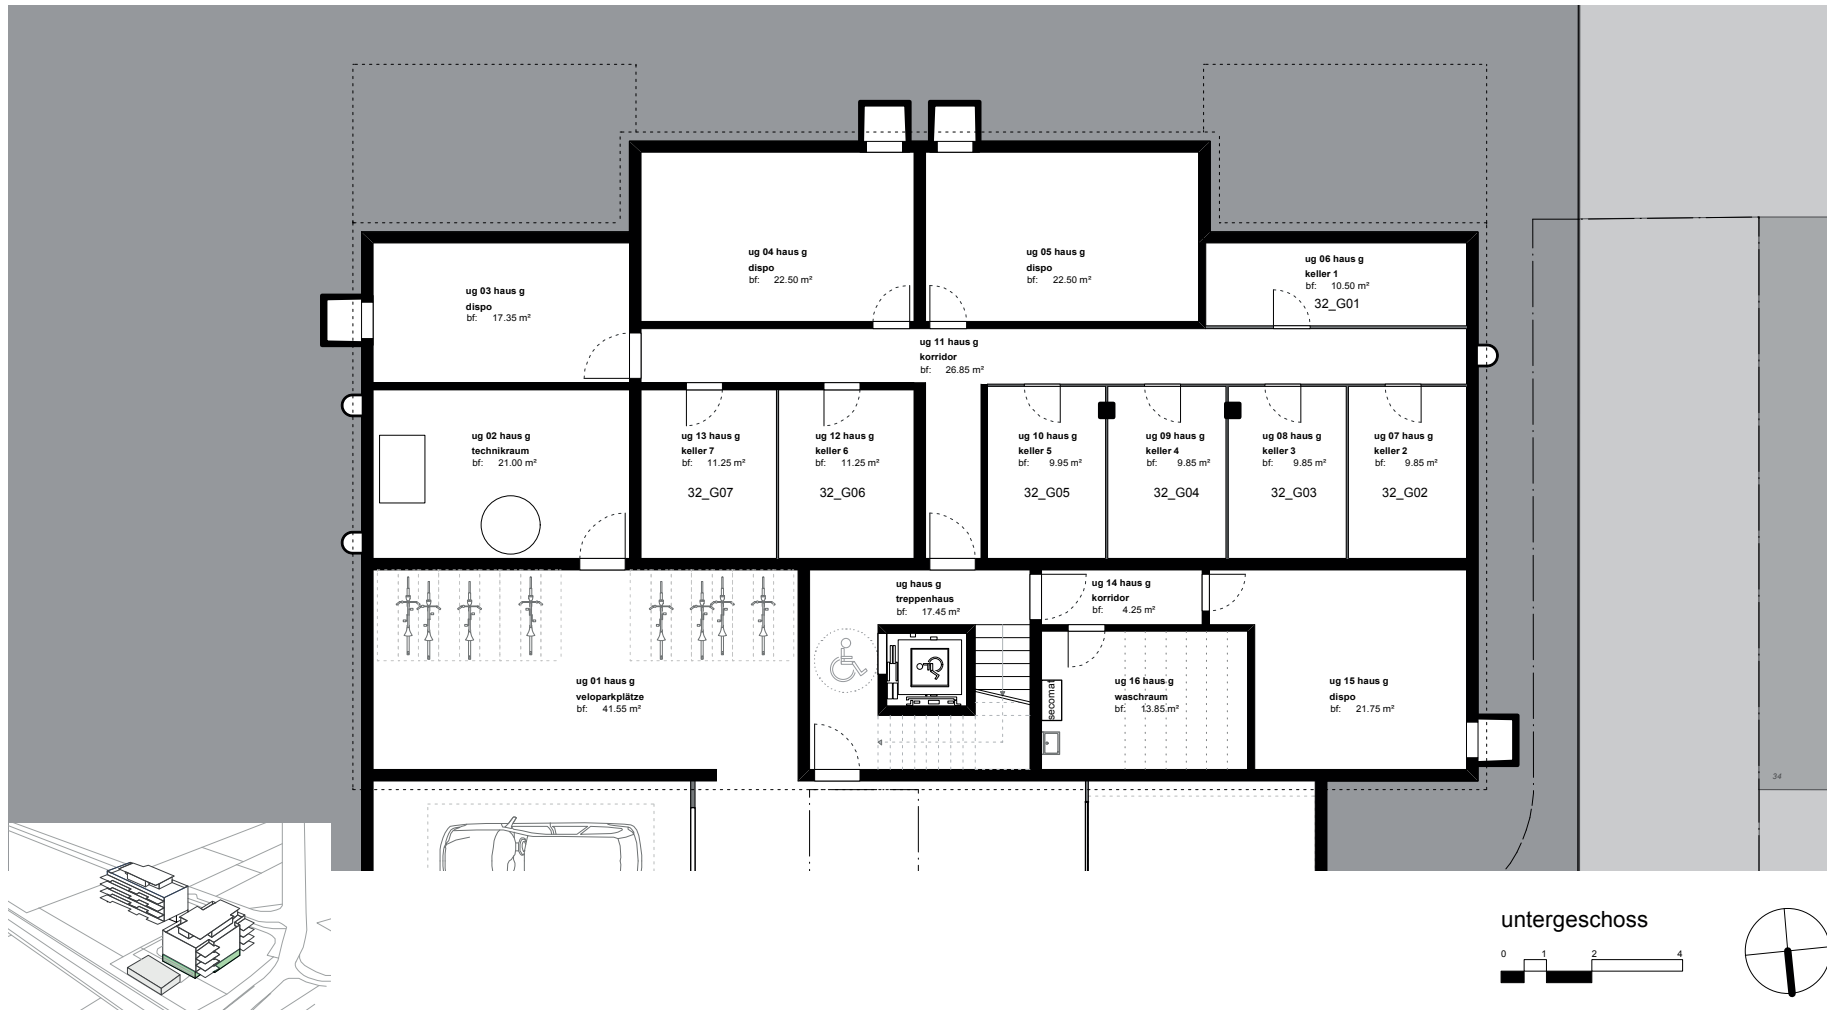 ug 04 haus g
dispo
bf: 22.50 m²
ug 05 haus g
dispo
bf: 22.50 m²
ug 06 haus g
keller 1
bf: 10.50 m²
32_G01
ug 03 haus g
dispo
bf: 17.35 m²
ug 11 haus g
korridor
bf: 26.85 m²
ug 02 haus g
technikraum
bf: 21.00 m²
ug 13 haus g
keller 7
bf: 11.25 m²
32_G07
ug 12 haus g
keller 6
bf: 11.25 m²
32_G06
ug 10 haus g
keller 5
bf: 9.95 m²
32_G05
ug 09 haus g
keller 4
bf: 9.85 m²
32_G04
ug 08 haus g
keller 3
bf: 9.85 m²
32_G03
ug 07 haus g
keller 2
bf: 9.85 m²
32_G02
ug haus g
treppenhaus
bf: 17.45 m²
ug 14 haus g
korridor
bf: 4.25 m²
ug 01 haus g
veloparkplätze
bf: 41.55 m²
secomat
ug 16 haus g
waschraum
bf: 13.85 m²
ug 15 haus g
dispo
bf: 21.75 m²
34
untergeschoss
0 1 2 4